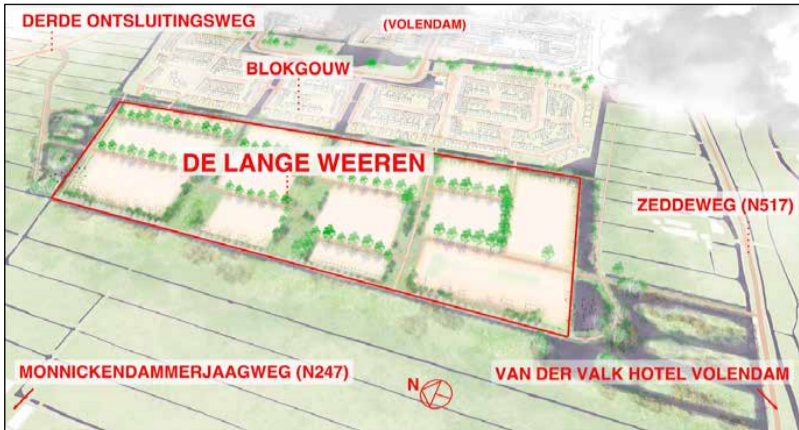 DERDE ONTSLUITINGSWEG
(VOLENDAM)
BLOKGOUW
DE LANGE WEEREN
ZEDDEWEG (N517)
MONNICKENDAMMERJAAGWEG (N247)
N
VAN DER VALK HOTEL VOLENDAM